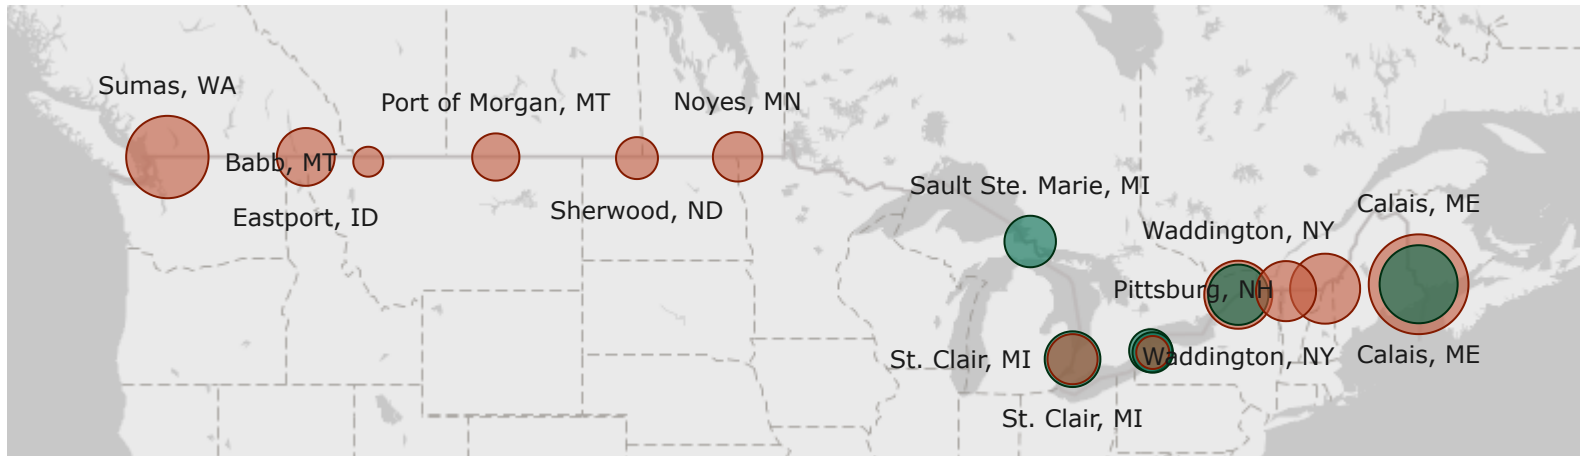 Sumas, WA
Port of Morgan, MT
Noyes, MN
Babb, MT
Eastport, ID
Sherwood, ND
Sault Ste. Marie, MI
Calais, ME
Waddington, NY
Pittsburg, NH
St. Clair, MI
Waddington, NY
Calais, ME
St. Clair, MI